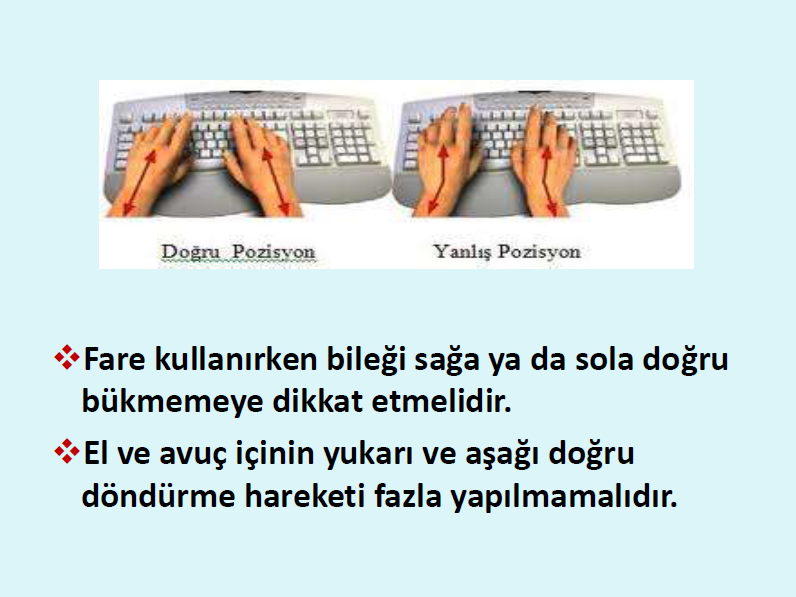 Doğru Pozisyon
Yanlış Pozisyon
Fare kullanırken bileği sağa ya da sola doğru
bükmemeye dikkat etmelidir.
El ve avuç içinin yukarı ve aşağı doğru
döndürme hareketi fazla yapılmamalıdır.